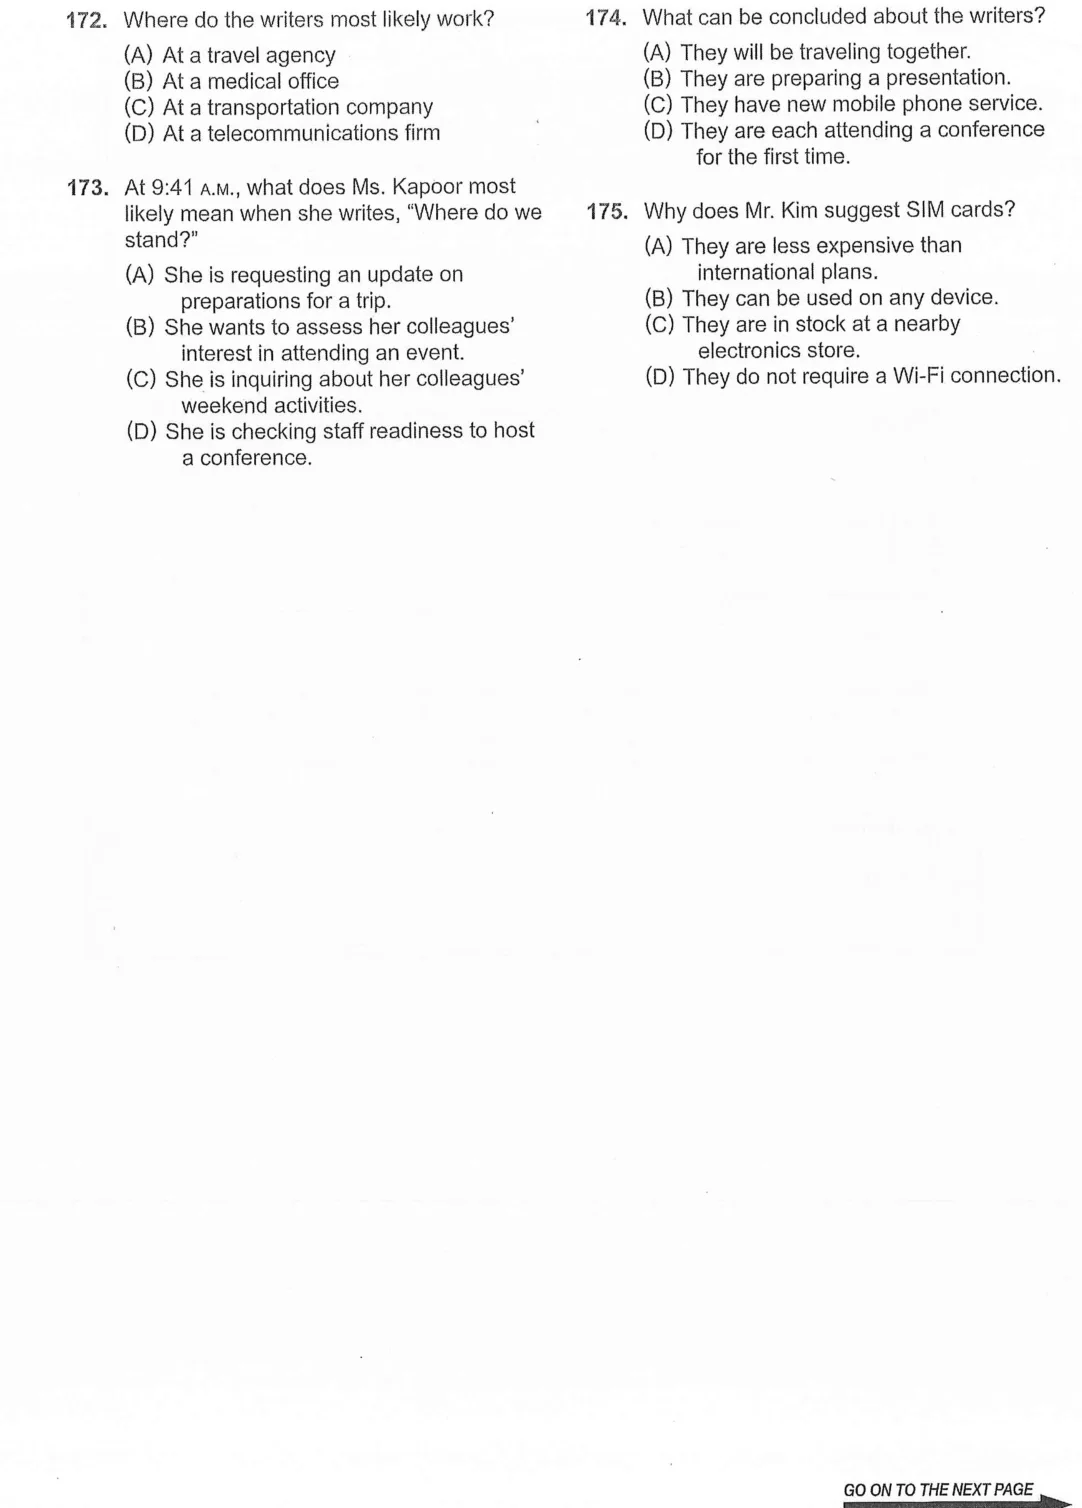 172. Where do the writers most likely work?
(A) At a travel agency
(B) At a medical office
(C) At a transportation company
(D) At a telecommunications firm
173. At 9:41 A.M., what does Ms. Kapoor most
likely mean when she writes, “Where do we
stand?”
(A) She is requesting an update on
preparations for a trip.
(B) She wants to assess her colleagues’
interest in attending an event.
(C) She is inquiring about her colleagues’
weekend activities.
(D) She is checking staff readiness to host
a conference.
174. What can be concluded about the writers?
(A) They will be traveling together.
(B) They are preparing a presentation.
(C) They have new mobile phone service.
(D) They are each attending a conference
for the first time.
175. Why does Mr. Kim suggest SIM cards?
(A) They are less expensive than
international plans.
(B) They can be used on any device.
(C) They are in stock at a nearby
electronics store.
(D) They do not require a Wi-Fi connection.
GO ON TO THE NEXT PAGE